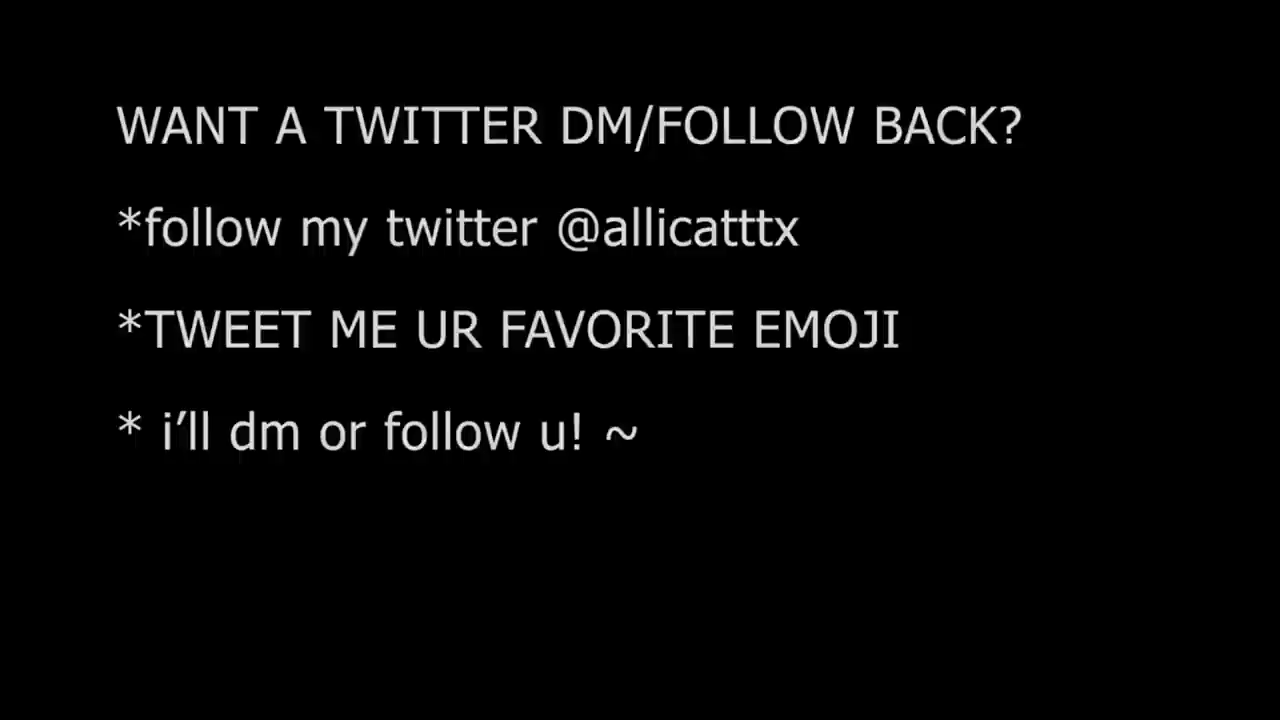 WANT A TWITTER DM/FOLLOW BACK?
*follow my twitter @allicatttx
*TWEET ME UR FAVORITE EMOJI
* i’ll dm or follow u! ~